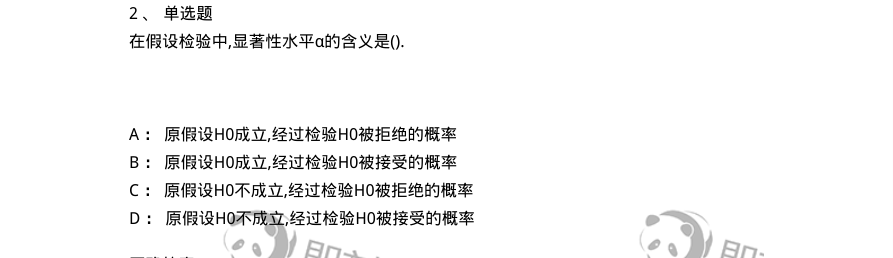 2 、 单选题
在假设检验中,显著性水平α的含义是().
A ： 原假设H0成立,经过检验H0被拒绝的概率
B ： 原假设H0成立,经过检验H0被接受的概率
C ： 原假设H0不成立,经过检验H0被拒绝的概率
D ： 原假设H0不成立,经过检验H0被接受的概率